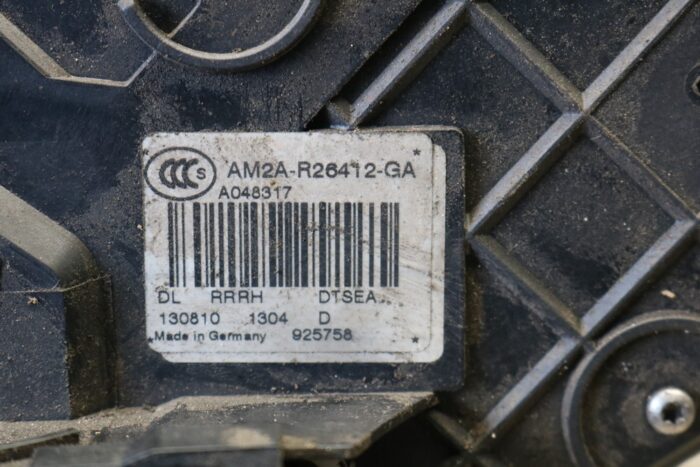 CCC S AM2A-R26412-GA
A048317
DL RRRH DTSEA
130810 1304 D
Made in Germany 925758